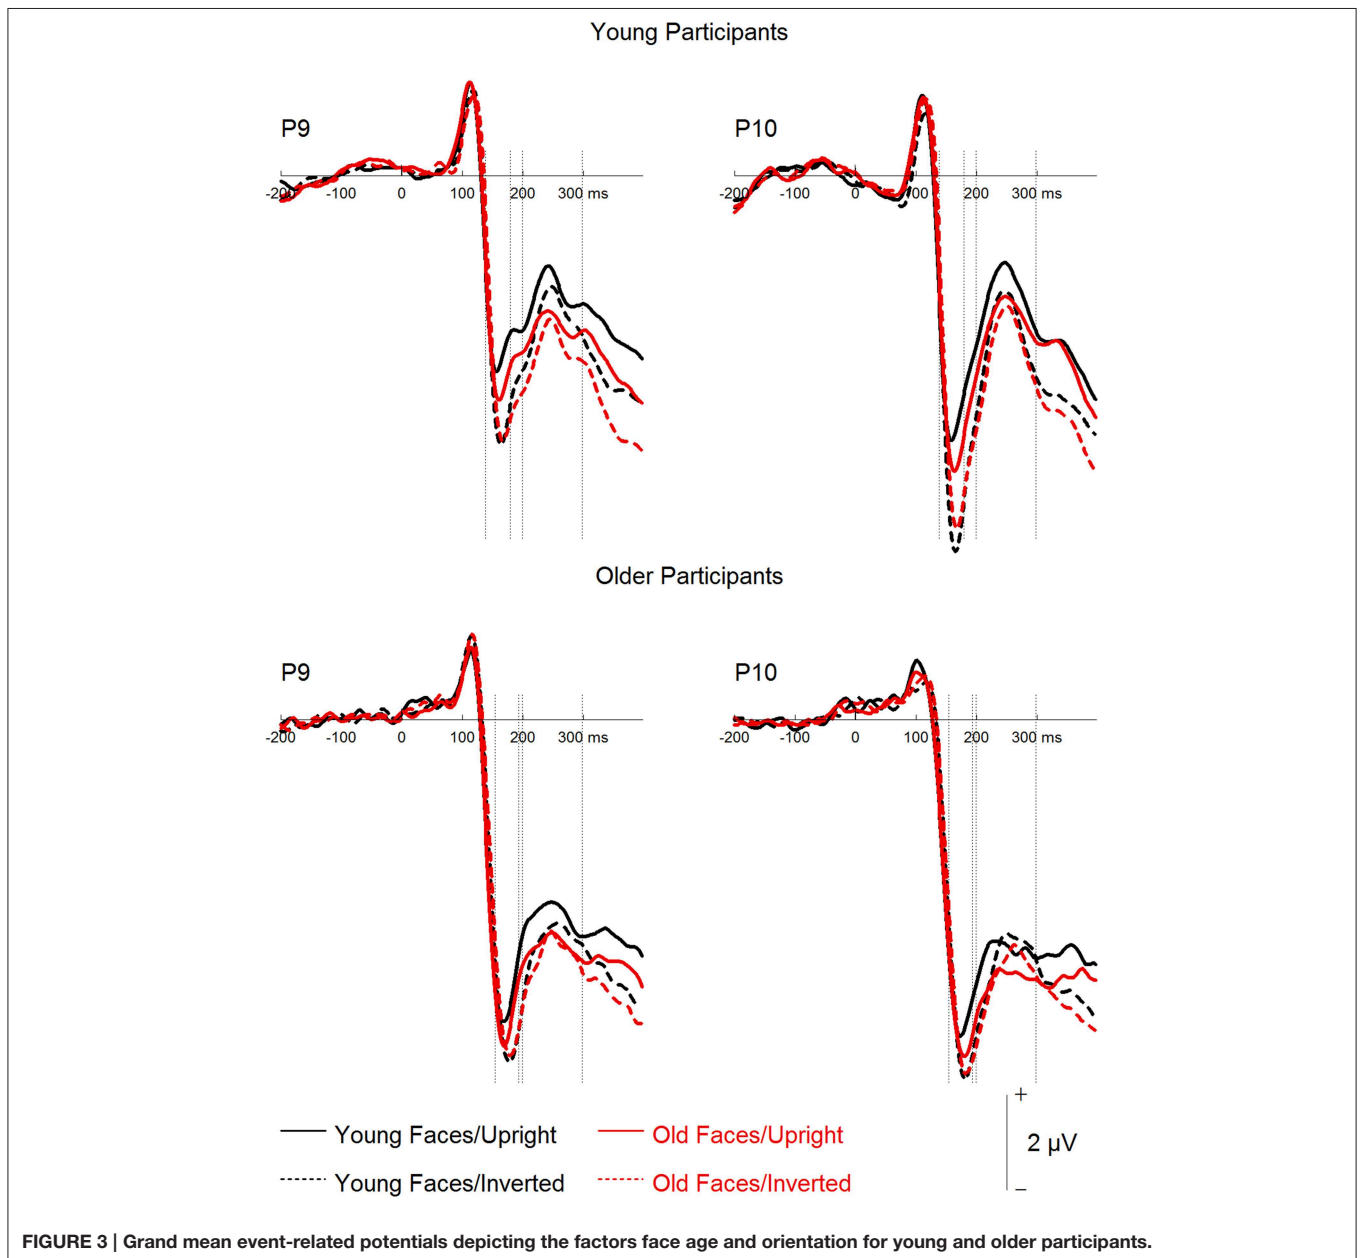 Young Participants
P9
P10
-200 -100 0 100 200 300 ms
-200 -100 0 100 200 300 ms
Older Participants
P9
P10
-200 -100 0 100 200 300 ms
-200 -100 0 100 200 300 ms
Young Faces/Upright
Old Faces/Upright
Young Faces/Inverted
Old Faces/Inverted
+
2 µV
−
FIGURE 3 | Grand mean event-related potentials depicting the factors face age and orientation for young and older participants.